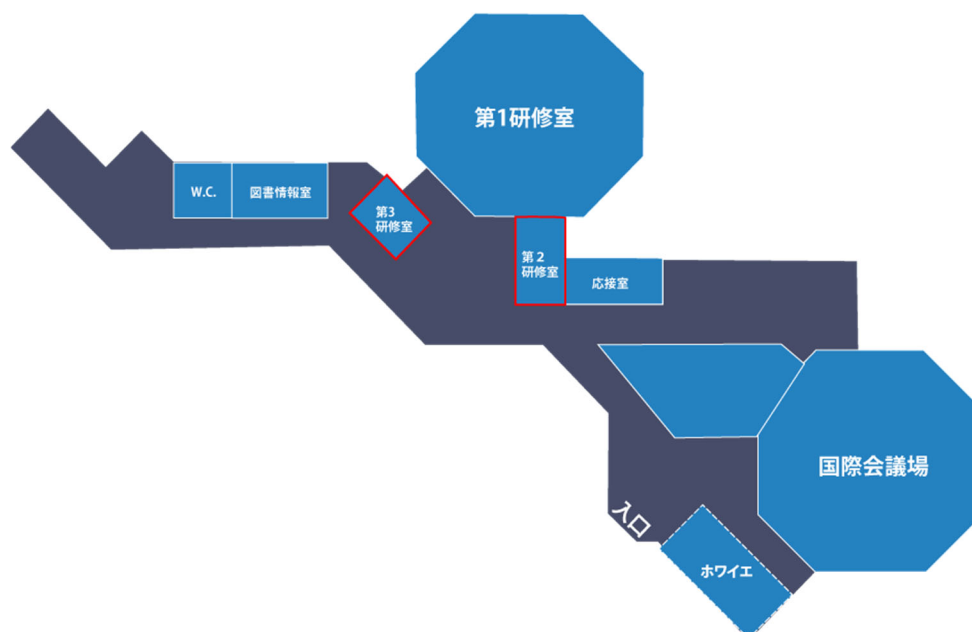 第1研修室
W.C.
図書情報室
第3
研修室
第２
研修室
応接室
国際会議場
入口
ホワイエ